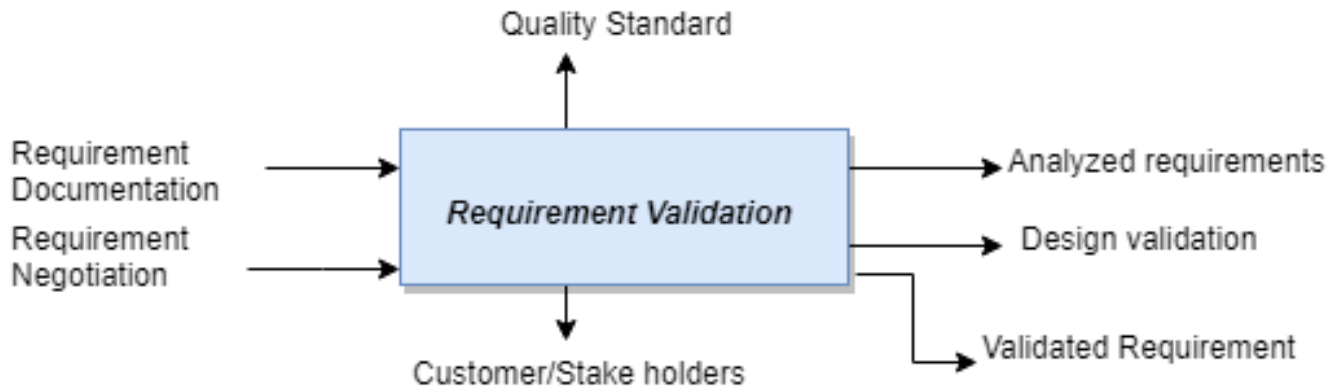 Quality Standard
Requirement
Documentation
Analyzed requirements
Requirement Validation
Requirement
Negotiation
Design validation
Validated Requirement
Customer/Stake holders